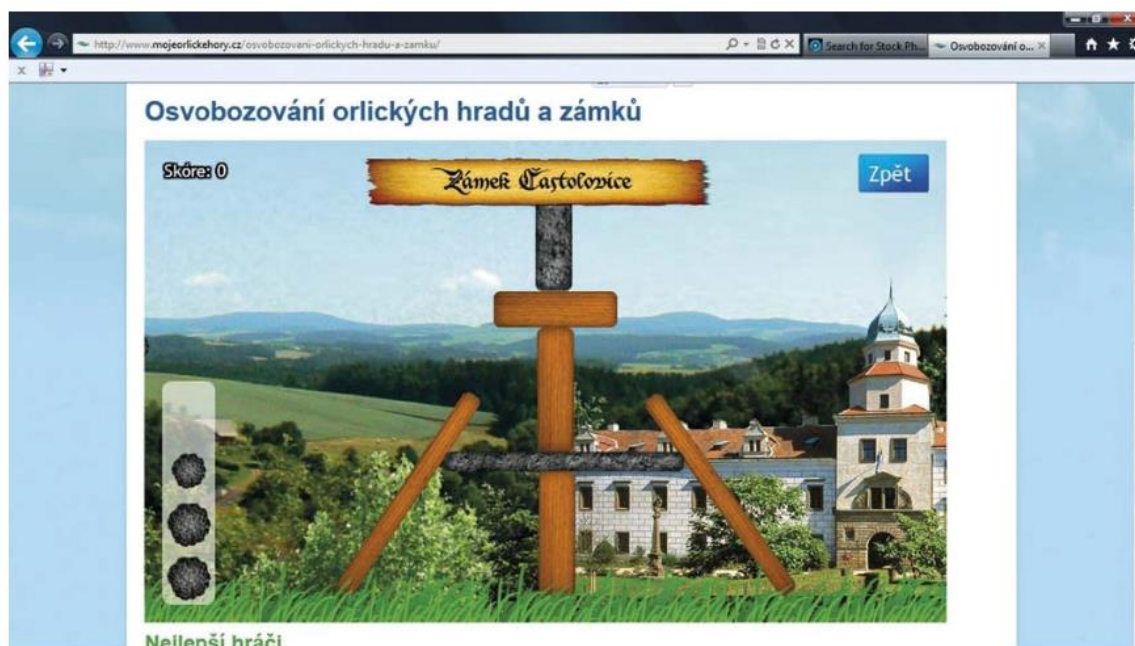 http://www.mojeorlickehory.cz/osvobozovani-orlickych-hradu-a-zamku/
Search for Stock Ph...
Osvobozování o...
Osvobozování orlických hradů a zámků
Skóre: 0
Zámek Častolovice
Zpět
Nejlepší hráči